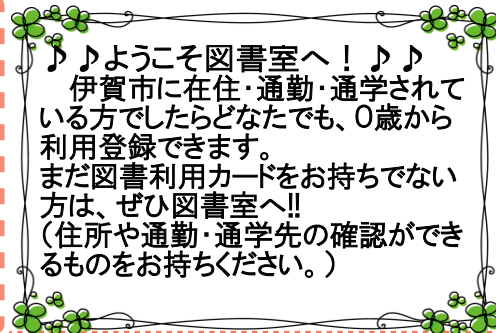 ♪♪ようこそ図書室へ！♪♪
　伊賀市に在住・通勤・通学されて
いる方でしたらどなたでも、０歳から
利用登録できます。
まだ図書利用カードをお持ちでない
方は、ぜひ図書室へ!!
（住所や通勤・通学先の確認ができ
るものをお持ちください。）